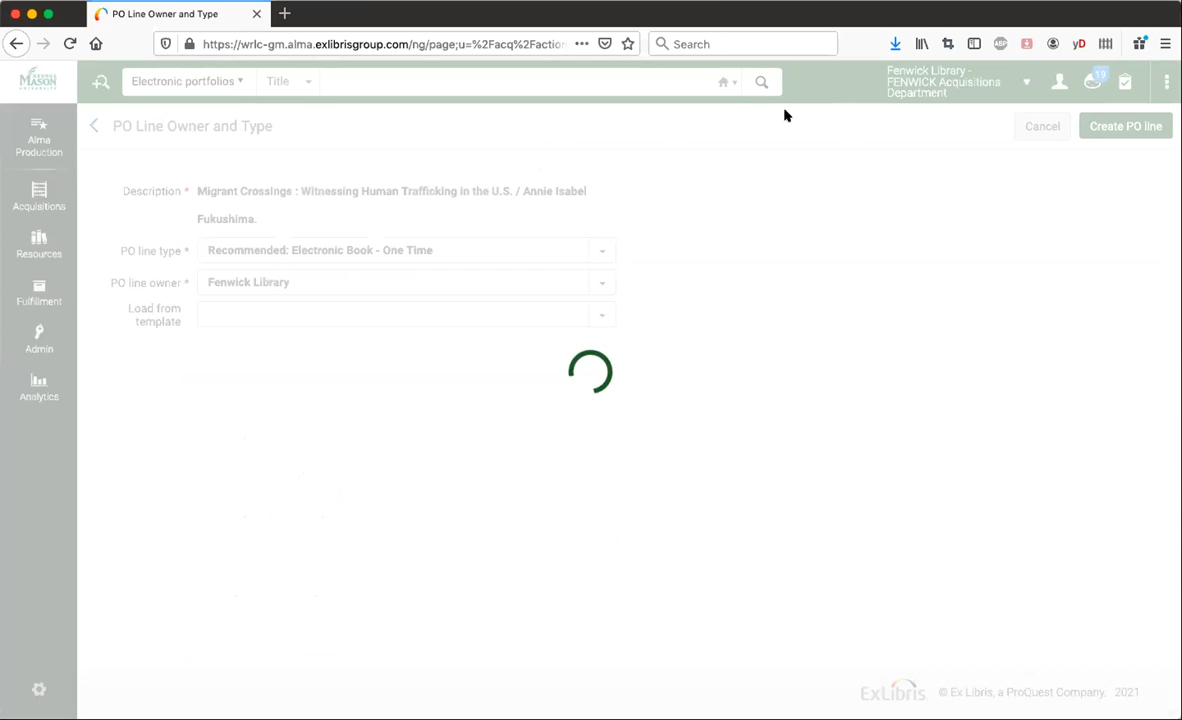 PO Line Owner and Type
https://wrlc-gm.alma.exlibrisgroup.com/ng/page;u=%2Facq%2Faction
Search
yD
MASON
Electronic portfolios
Title
Fenwick Library -
FENWICK Acquisitions
Department
19
PO Line Owner and Type
Cancel
Create PO line
Alma
Production
Acquisitions
Resources
Fulfillment
Admin
Analytics
Description * Migrant Crossings : Witnessing Human Trafficking in the U.S. / Annie Isabel
Fukushima.
PO line type * Recommended: Electronic Book - One Time
PO line owner * Fenwick Library
Load from
template
ExLibris © Ex Libris, a ProQuest Company, 2021